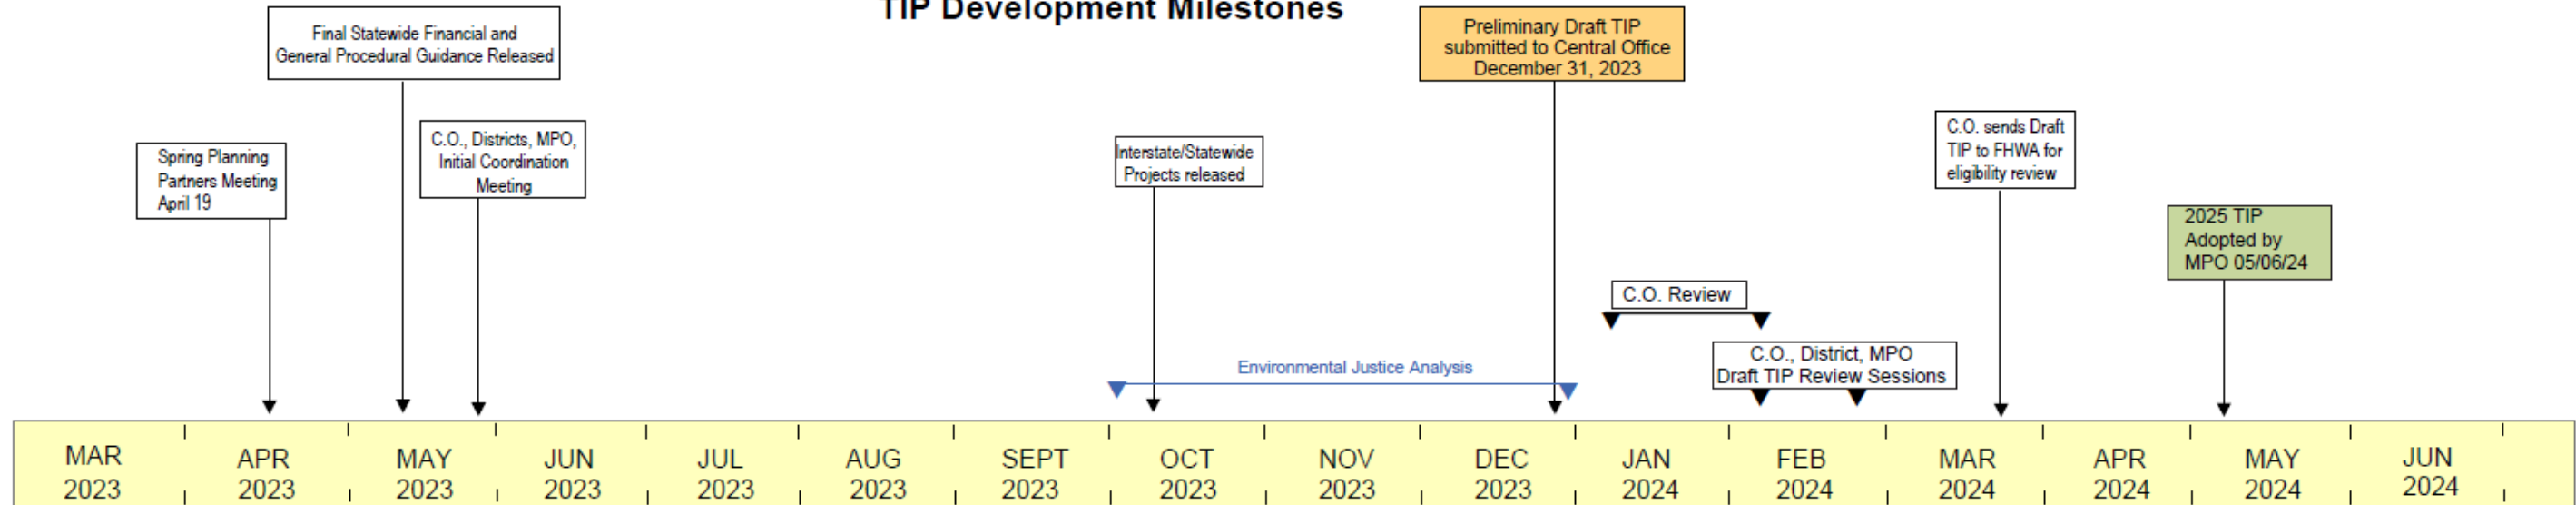 TIP Development Milestones
Final Statewide Financial and
General Procedural Guidance Released
Preliminary Draft TIP
submitted to Central Office
December 31, 2023
Spring Planning
Partners Meeting
April 19
C.O., Districts, MPO,
Initial Coordination
Meeting
Interstate/Statewide
Projects released
C.O. sends Draft
TIP to FHWA for
eligibility review
2025 TIP
Adopted by
MPO 05/06/24
C.O. Review
Environmental Justice Analysis
C.O., District, MPO
Draft TIP Review Sessions
MAR
2023
APR
2023
MAY
2023
JUN
2023
JUL
2023
AUG
2023
SEPT
2023
OCT
2023
NOV
2023
DEC
2023
JAN
2024
FEB
2024
MAR
2024
APR
2024
MAY
2024
JUN
2024